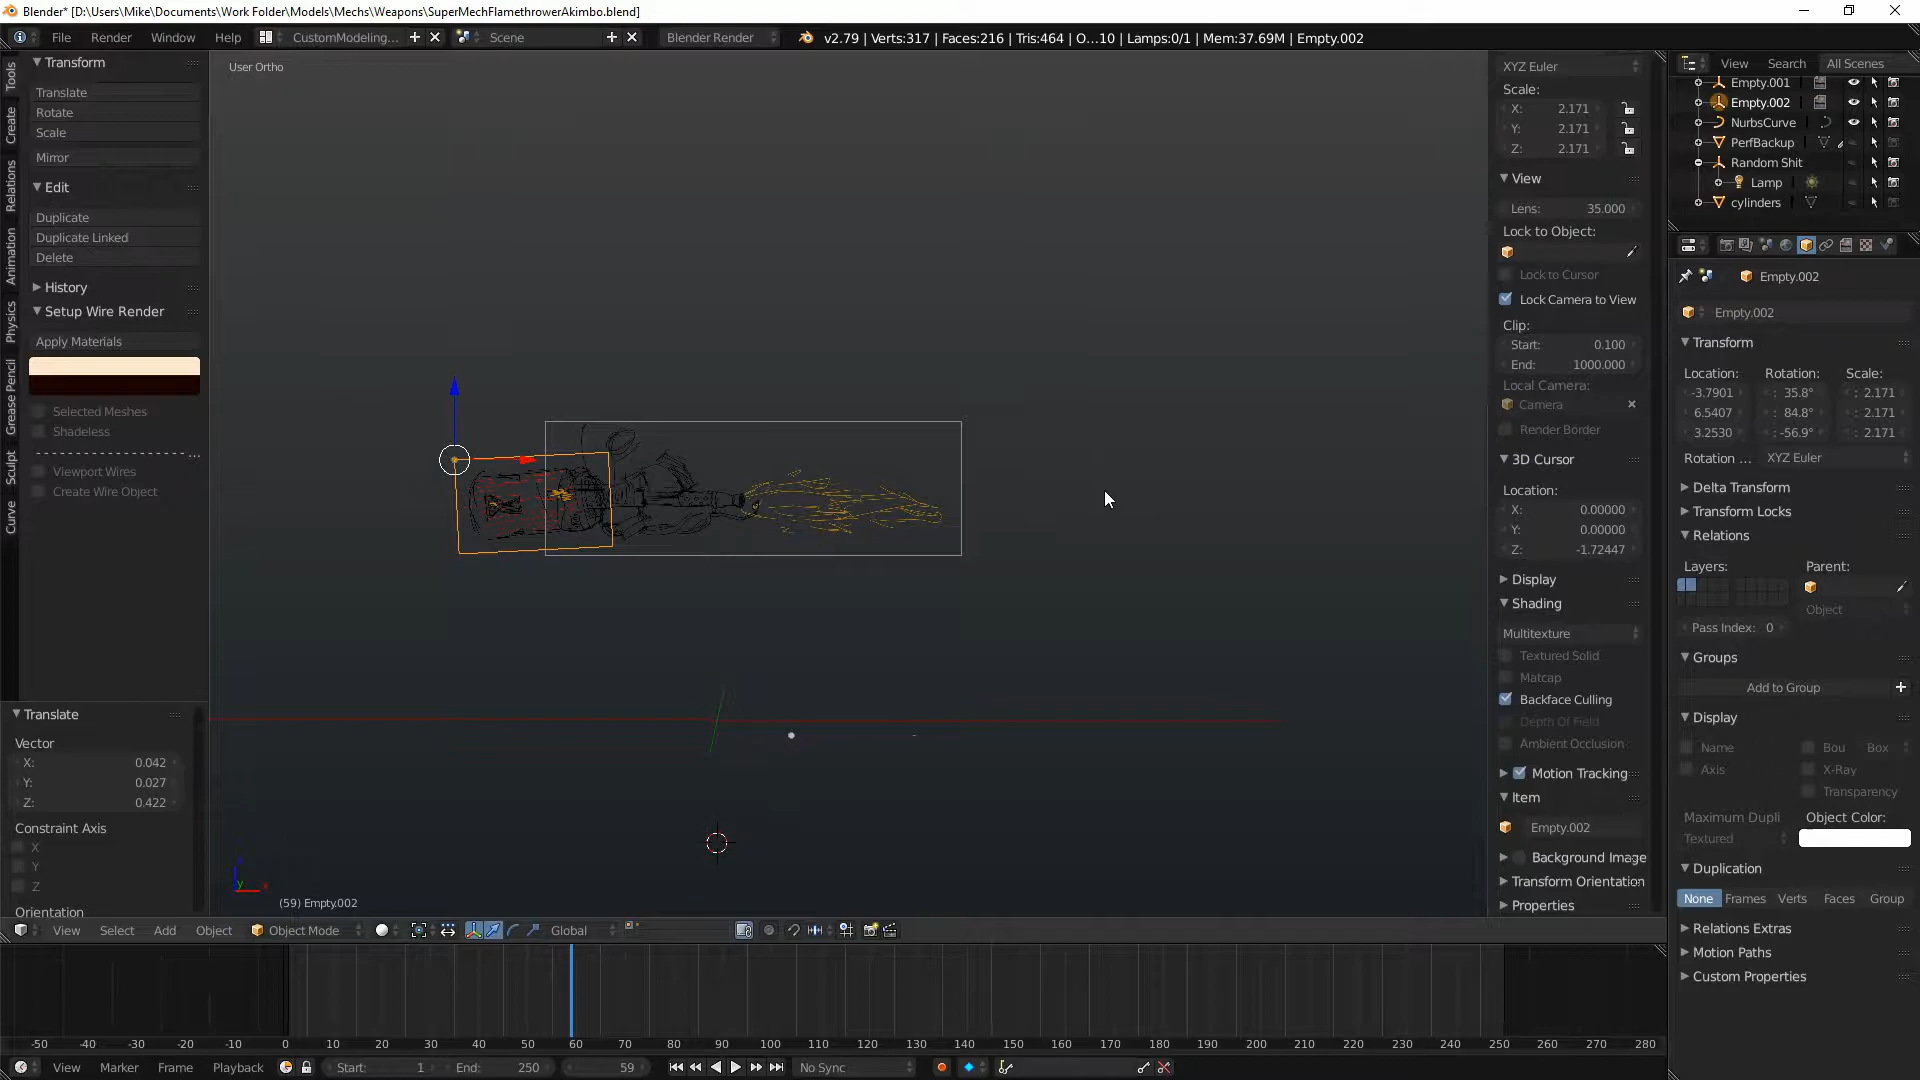 Blender* [D:\Users\Mike\Documents\Work Folder\Models\Mechs\Weapons\SuperMechFlamethrowerAkimbo.blend]
File Render Window Help CustomModeling... Scene Blender Render v2.79 | Verts:317 | Faces:216 | Tris:464 | O...10 | Lamps:0/1 | Mem:37.69M | Empty.002
Tools
Create
Relations
Animation
Physics
Grease Pencil
Sculpt
Curve
Transform
Translate
Rotate
Scale
Mirror
Edit
Duplicate
Duplicate Linked
Delete
History
Setup Wire Render
Apply Materials
Selected Meshes
Shadeless
Viewport Wires
Create Wire Object
Translate
Vector
X: 0.042
Y: 0.027
Z: 0.422
Constraint Axis
X
Y
Z
Orientation
User Ortho
(59) Empty.002
XYZ Euler
Scale:
X: 2.171
Y: 2.171
Z: 2.171
View
Lens: 35.000
Lock to Object:
Lock to Cursor
Lock Camera to View
Clip:
Start: 0.100
End: 1000.000
Local Camera:
Camera
Render Border
3D Cursor
Location:
X: 0.00000
Y: 0.00000
Z: -1.72447
Display
Shading
Multitexture
Textured Solid
Matcap
Backface Culling
Depth Of Field
Ambient Occlusion
Motion Tracking
Item
Empty.002
Background Image
Transform Orientation
Properties
View Search All Scenes
Empty.001
Empty.002
NurbsCurve
PerfBackup
Random Shit
Lamp
cylinders
Empty.002
Empty.002
Transform
Location: Rotation: Scale:
-3.7901 : 35.8° : 2.171
6.5407 : 84.8° : 2.171
3.2530 : -56.9° : 2.171
Rotation ... XYZ Euler
Delta Transform
Transform Locks
Relations
Layers: Parent:
Object
Pass Index: 0
Groups
Add to Group
Display
Name Bou Box
Axis X-Ray
Transparency
Maximum Dupli Object Color:
Textured
Duplication
None Frames Verts Faces Group
Relations Extras
Motion Paths
Custom Properties
View Select Add Object Object Mode Global
-50 -40 -30 -20 -10 0 10 20 30 40 50 60 70 80 90 100 110 120 130 140 150 160 170 180 190 200 210 220 230 240 250 260 270 280
View Marker Frame Playback Start: 1 End: 250 59 No Sync